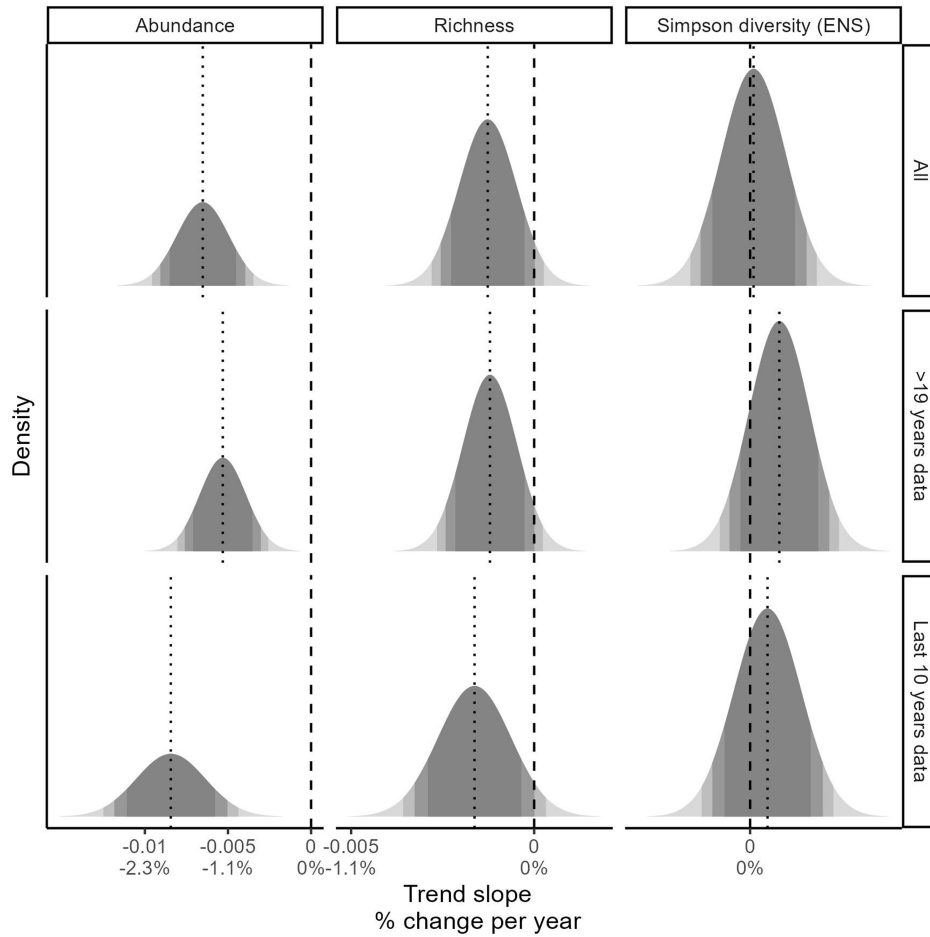 Abundance
Richness
Simpson diversity (ENS)
All
>19 years data
Last 10 years data
Density
-0.01 -0.005 0 -0.005 0 0
-2.3% -1.1% 0% -1.1% 0% 0%
Trend slope
% change per year